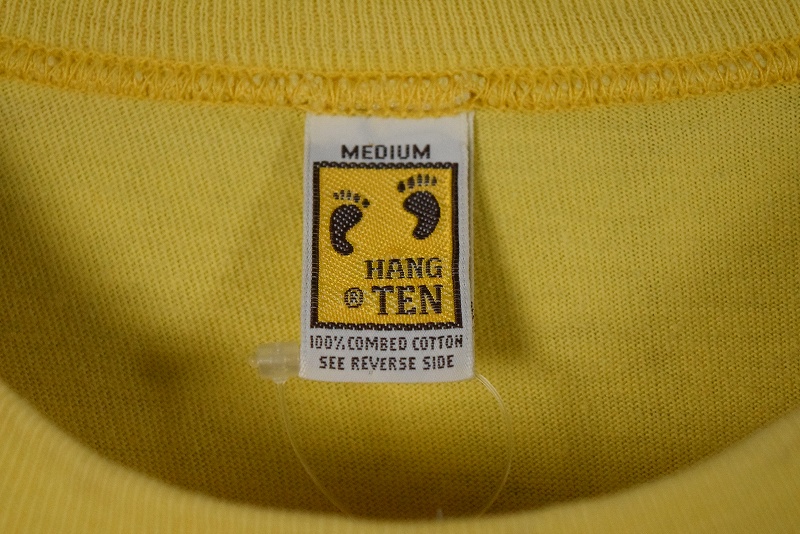 MEDIUM
HANG
® TEN
100% COMBED COTTON
SEE REVERSE SIDE